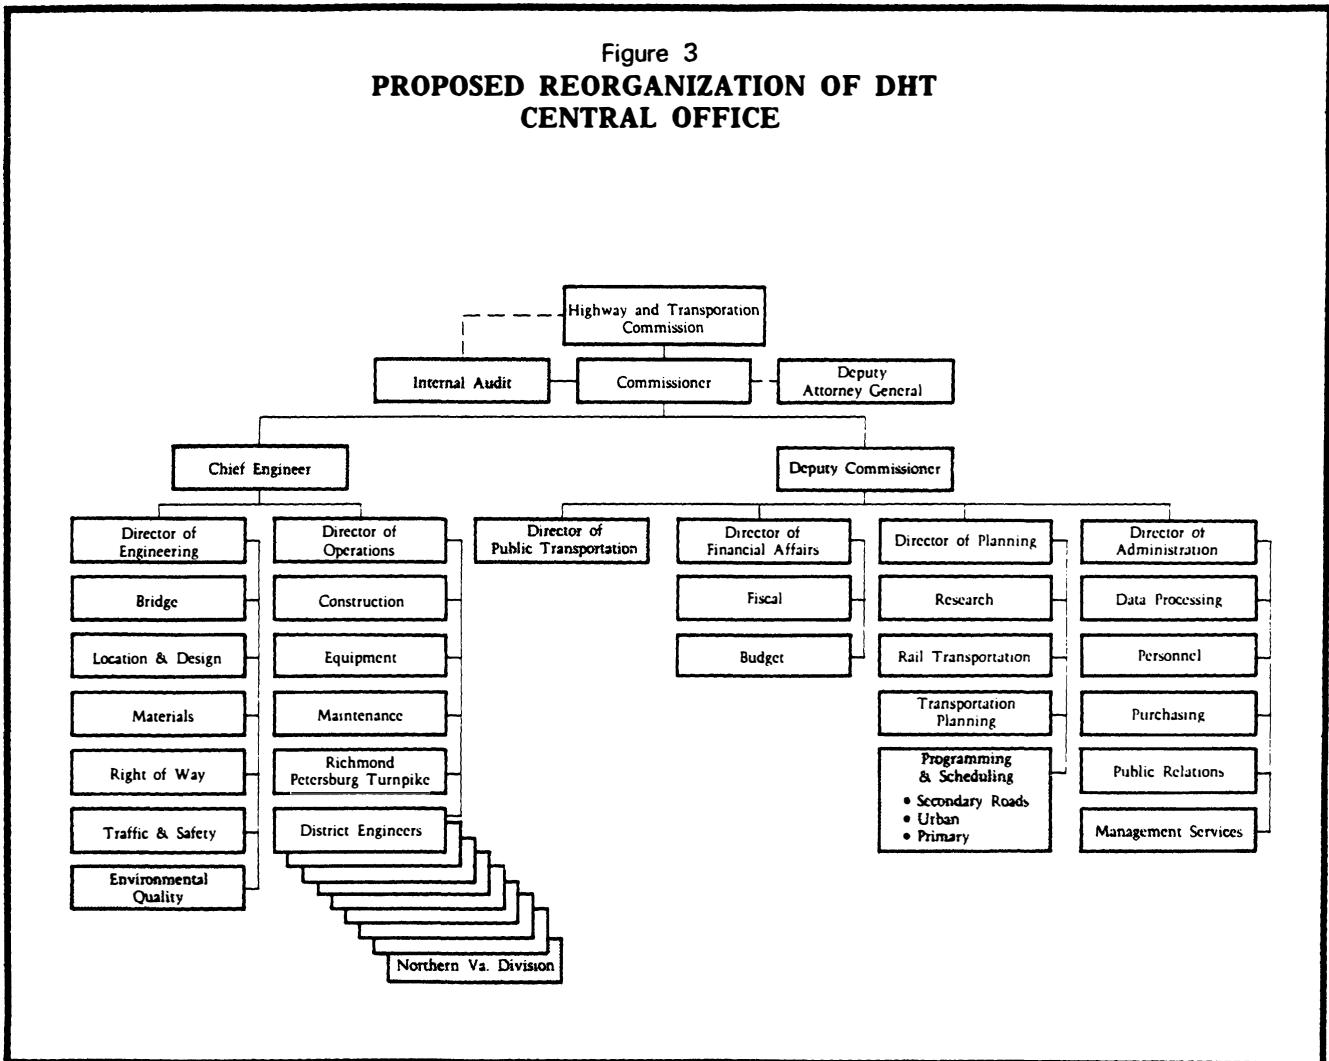 Figure 3
PROPOSED REORGANIZATION OF DHT
CENTRAL OFFICE
Highway and Transporation
Commission
Internal Audit
Commissioner
Deputy
Attorney General
Chief Engineer
Deputy Commissioner
Director of
Engineering
Bridge
Location & Design
Materials
Right of Way
Traffic & Safety
Environmental
Quality
Director of
Operations
Construction
Equipment
Maintenance
Richmond
Petersburg Turnpike
District Engineers
Northern Va. Division
Director of
Public Transportation
Director of
Financial Affairs
Fiscal
Budget
Director of Planning
Research
Rail Transportation
Transportation
Planning
Programming
& Scheduling
• Secondary Roads
• Urban
• Primary
Director of
Administration
Data Processing
Personnel
Purchasing
Public Relations
Management Services